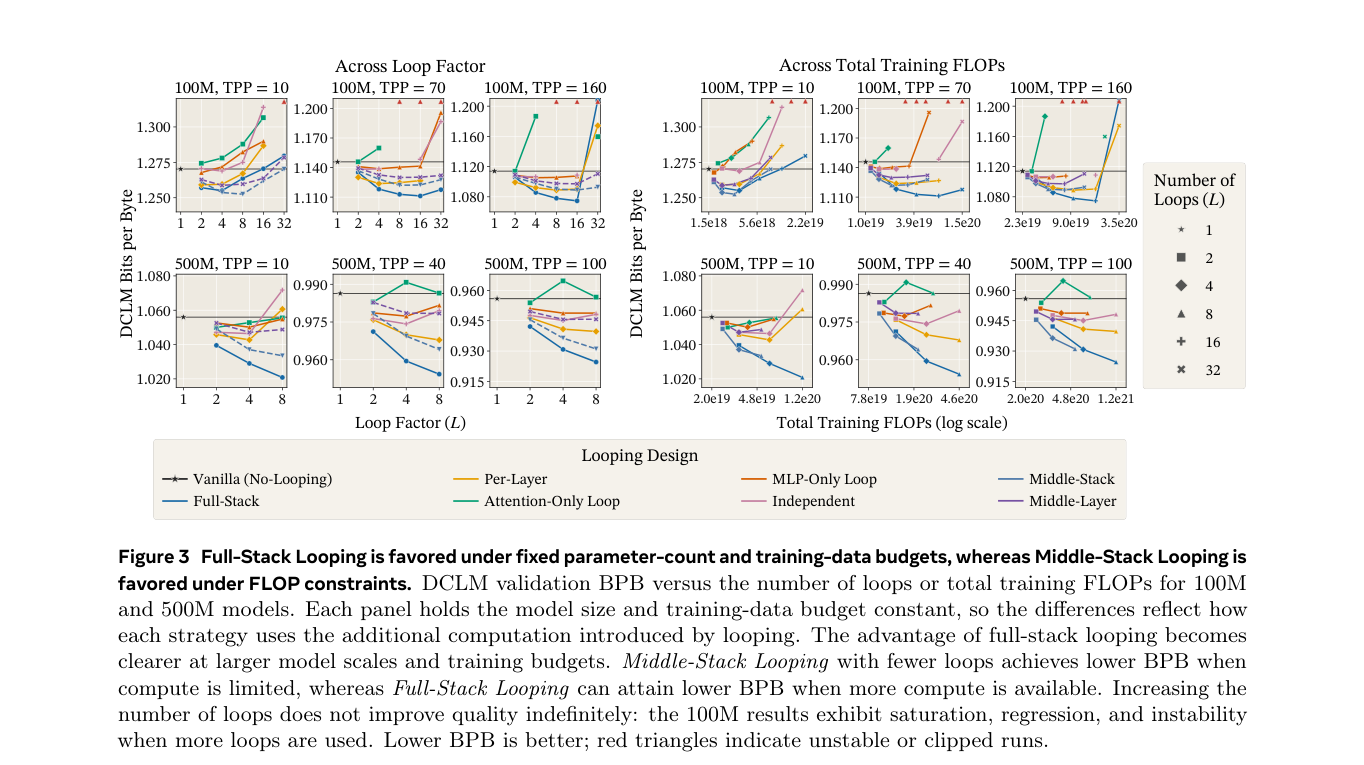 Across Loop Factor
Across Total Training FLOPs
100M, TPP = 10
100M, TPP = 70
100M, TPP = 160
100M, TPP = 10
100M, TPP = 70
100M, TPP = 160
1.300
1.275
1.250
1.200
1.170
1.140
1.110
1.200
1.160
1.120
1.080
1.300
1.275
1.250
1.200
1.170
1.140
1.110
1.200
1.160
1.120
1.080
1 2 4 8 16 32
1 2 4 8 16 32
1 2 4 8 16 32
1.5e18 5.6e18 2.2e19
1.0e19 3.9e19 1.5e20
2.3e19 9.0e19 3.5e20
DCLM Bits per Byte
DCLM Bits per Byte
500M, TPP = 10
500M, TPP = 40
500M, TPP = 100
500M, TPP = 10
500M, TPP = 40
500M, TPP = 100
1.080
1.060
1.040
1.020
0.990
0.975
0.960
0.960
0.945
0.930
0.915
1.080
1.060
1.040
1.020
0.990
0.975
0.960
0.960
0.945
0.930
0.915
1 2 4 8
1 2 4 8
1 2 4 8
2.0e19 4.8e19 1.2e20
7.8e19 1.9e20 4.6e20
2.0e20 4.8e20 1.2e21
Loop Factor (L)
Total Training FLOPs (log scale)
Number of
Loops (L)
1
2
4
8
16
32
Looping Design
Vanilla (No-Looping)
Per-Layer
MLP-Only Loop
Middle-Stack
Full-Stack
Attention-Only Loop
Independent
Middle-Layer
Figure 3 Full-Stack Looping is favored under fixed parameter-count and training-data budgets, whereas Middle-Stack Looping is
favored under FLOP constraints. DCLM validation BPB versus the number of loops or total training FLOPs for 100M
and 500M models. Each panel holds the model size and training-data budget constant, so the differences reflect how
each strategy uses the additional computation introduced by looping. The advantage of full-stack looping becomes
clearer at larger model scales and training budgets. Middle-Stack Looping with fewer loops achieves lower BPB when
compute is limited, whereas Full-Stack Looping can attain lower BPB when more compute is available. Increasing the
number of loops does not improve quality indefinitely: the 100M results exhibit saturation, regression, and instability
when more loops are used. Lower BPB is better; red triangles indicate unstable or clipped runs.